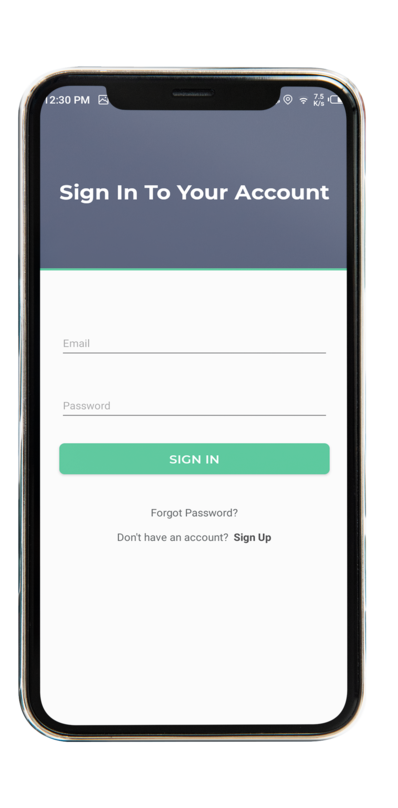 12:30 PM 7.5 K/s
Sign In To Your Account
Email
Password
SIGN IN
Forgot Password?
Don't have an account? Sign Up